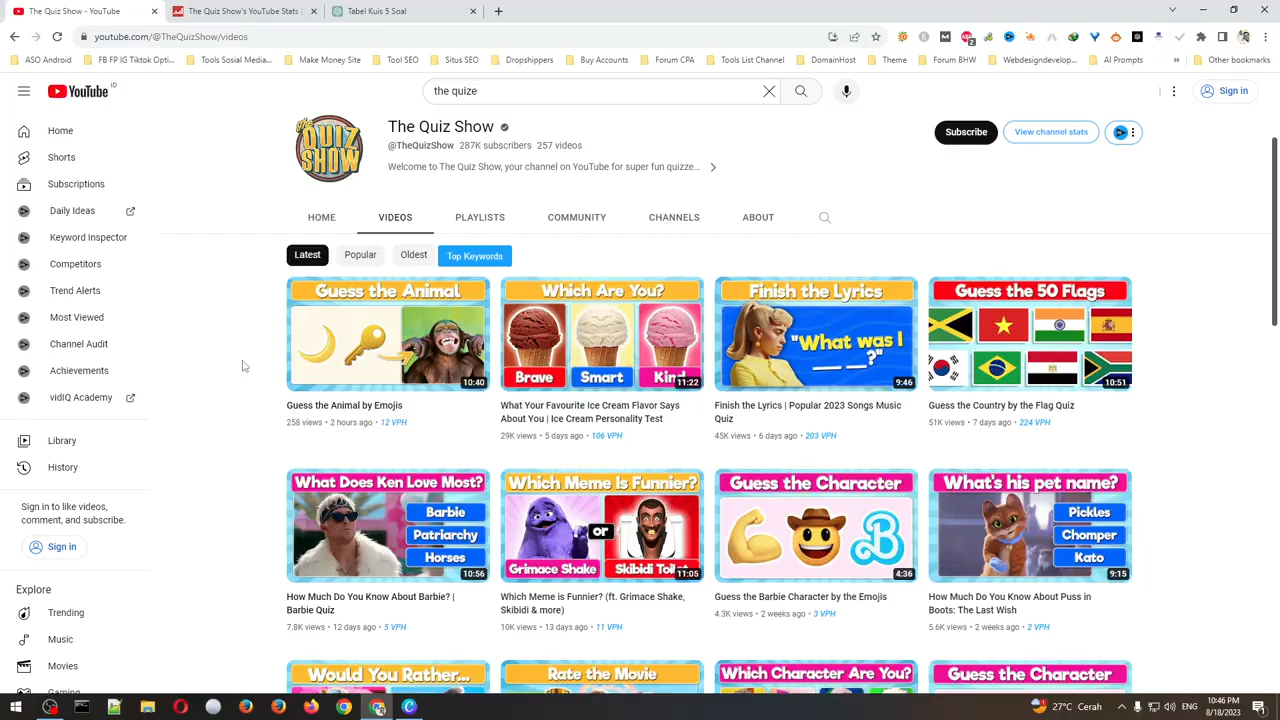 The Quiz Show - YouTube
The Quiz Show's YouTube Stats (
Tabel Kuis 5 Soal
youtube.com/@TheQuizShow/videos
ASO Android
FB FP IG Tiktok Opti...
Tools Sosial Media...
Make Money Site
Tool SEO
Situs SEO
Dropshippers
Buy Accounts
Forum CPA
Tools List Channel
DomainHost
Theme
Forum BHW
Webdesigndevelop...
AI Prompts
»
Other bookmarks
YouTube ID
the quize
Sign in
Home
Shorts
Subscriptions
Daily Ideas
Keyword Inspector
Competitors
Trend Alerts
Most Viewed
Channel Audit
Achievements
vidIQ Academy
Library
History
Sign in to like videos,
comment, and subscribe.
Sign in
Explore
Trending
Music
Movies
Gaming
QUIZ
SHOW
The Quiz Show
@TheQuizShow 287K subscribers 257 videos
Welcome to The Quiz Show, your channel on YouTube for super fun quizze...
Subscribe
View channel stats
HOME
VIDEOS
PLAYLISTS
COMMUNITY
CHANNELS
ABOUT
Latest
Popular
Oldest
Top Keywords
Guess the Animal
10:40
Guess the Animal by Emojis
258 views • 2 hours ago • 12 VPH
Which Are You?
Brave
Smart
Kind
11:22
What Your Favourite Ice Cream Flavor Says
About You | Ice Cream Personality Test
29K views • 5 days ago • 106 VPH
Finish the Lyrics
"What was I
__ __?"
9:46
Finish the Lyrics | Popular 2023 Songs Music
Quiz
45K views • 6 days ago • 203 VPH
Guess the 50 Flags
10:51
Guess the Country by the Flag Quiz
51K views • 7 days ago • 224 VPH
What Does Ken Love Most?
Barbie
Patriarchy
Horses
10:56
How Much Do You Know About Barbie? |
Barbie Quiz
7.8K views • 12 days ago • 5 VPH
Which Meme Is Funnier?
or
Grimace Shake
Skibidi Toil
11:05
Which Meme is Funnier? (ft. Grimace Shake,
Skibidi & more)
10K views • 13 days ago • 11 VPH
Guess the Character
B
4:36
Guess the Barbie Character by the Emojis
4.3K views • 2 weeks ago • 3 VPH
What's his pet name?
Pickles
Chomper
Kato
9:15
How Much Do You Know About Puss in
Boots: The Last Wish
5.6K views • 2 weeks ago • 2 VPH
Would You Rather...
Rate the Movie
Which Character Are You?
Guess the Character
27°C Cerah
10:46 PM
8/18/2023